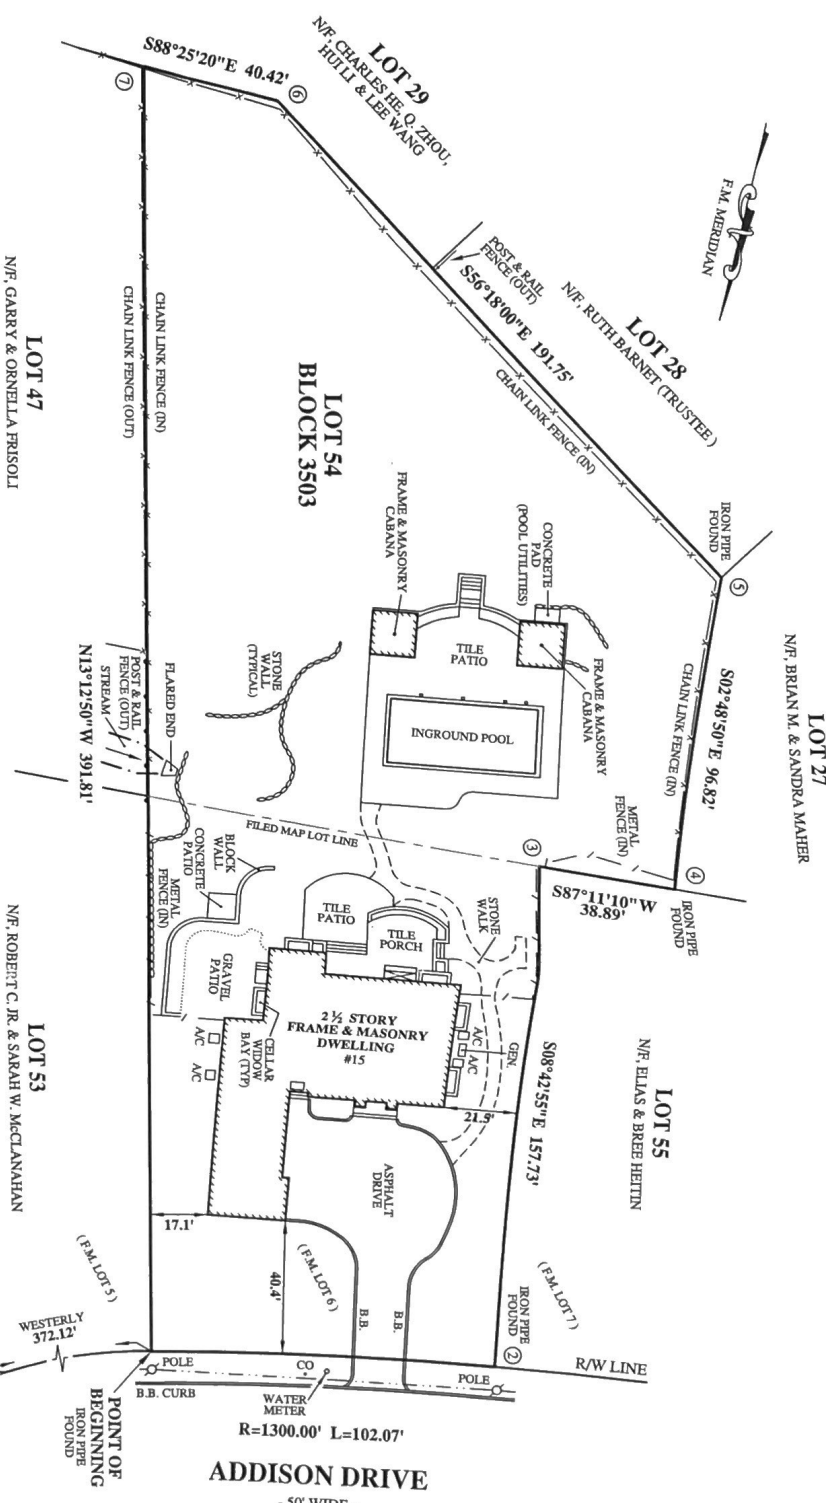 LOT 29
N/F, CHARLES HE, Q. ZHOU,
HUI LI & LEE WANG
S88°25'20"E 40.42'
7
6
F.M. MERIDIAN
POST & RAIL
FENCE (OUT)
S56°18'00"E 191.75'
LOT 28
N/F, RUTH BARNET (TRUSTEE)
CHAIN LINK FENCE (IN)
LOT 47
N/F, GARRY & ORNELLA FRISOLI
CHAIN LINK FENCE (IN)
CHAIN LINK FENCE (OUT)
LOT 54
BLOCK 3503
FRAME & MASONRY
CABANA
CONCRETE
PAD
(POOL UTILITIES)
IRON PIPE
FOUND
5
TILE
PATIO
FRAME & MASONRY
CABANA
INGROUND POOL
S02°48'50"E 96.82'
CHAIN LINK FENCE (IN)
LOT 27
N/F, BRIAN M. & SANDRA MAHER
STONE
WALL
(TYPICAL)
FLARED END
POST & RAIL
FENCE (OUT)
STREAM
N13°12'50"W 391.81'
METAL
FENCE (IN)
FILED MAP LOT LINE
3
4
S87°11'10"W
38.89'
IRON PIPE
FOUND
BLOCK
WALL
CONCRETE
PATIO
METAL
FENCE (IN)
TILE
PATIO
TILE
PORCH
STONE
WALK
GRAVEL
PATIO
2 ½ STORY
FRAME & MASONRY
DWELLING
#15
A/C
A/C
GEN.
A/C
A/C
CELLAR
WIDOW
BAY (TYP)
21.5'
S08°42'55"E 157.73'
LOT 55
N/F, ELIAS & BREE HEITIN
LOT 53
N/F, ROBERT C. JR. & SARAH W. McCLANAHAN
ASPHALT
DRIVE
17.1'
40.4'
(F.M. LOT 5)
(F.M. LOT 6)
(F.M. LOT 7)
B.B.
B.B.
IRON PIPE
FOUND
2
WESTERLY
372.12'
POLE
CO
POLE
R/W LINE
B.B. CURB
WATER
METER
POINT OF
BEGINNING
IRON PIPE
FOUND
R=1300.00' L=102.07'
ADDISON DRIVE
50' WIDE